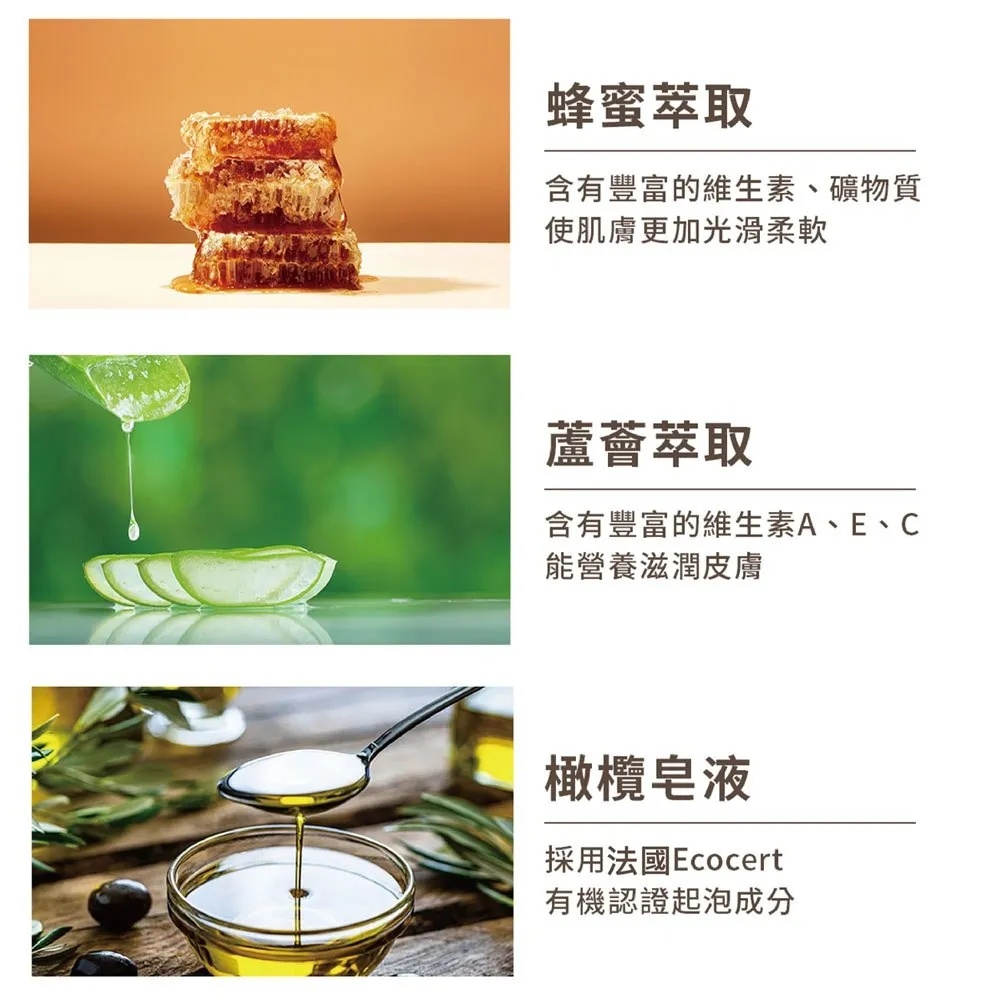 蜂蜜萃取
含有豐富的維生素、礦物質
使肌膚更加光滑柔軟
蘆薈萃取
含有豐富的維生素A、E、C
能營養滋潤皮膚
橄欖皂液
採用法國Ecocert
有機認證起泡成分